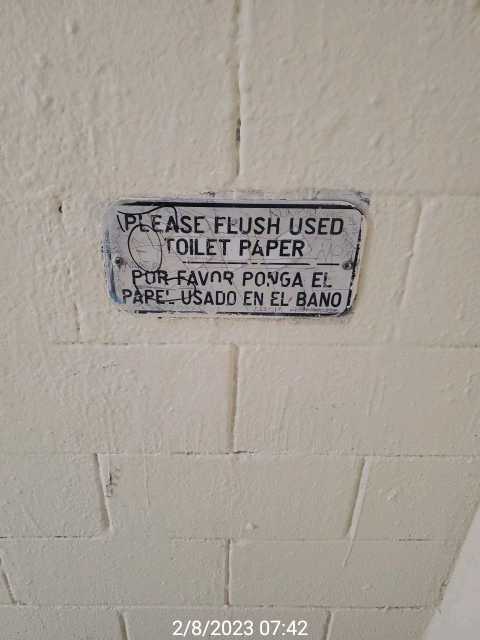 PLEASE FLUSH USED
TOILET PAPER
POR FAVOR PONGA EL
PAPEL USADO EN EL BANO
2/8/2023 07:42